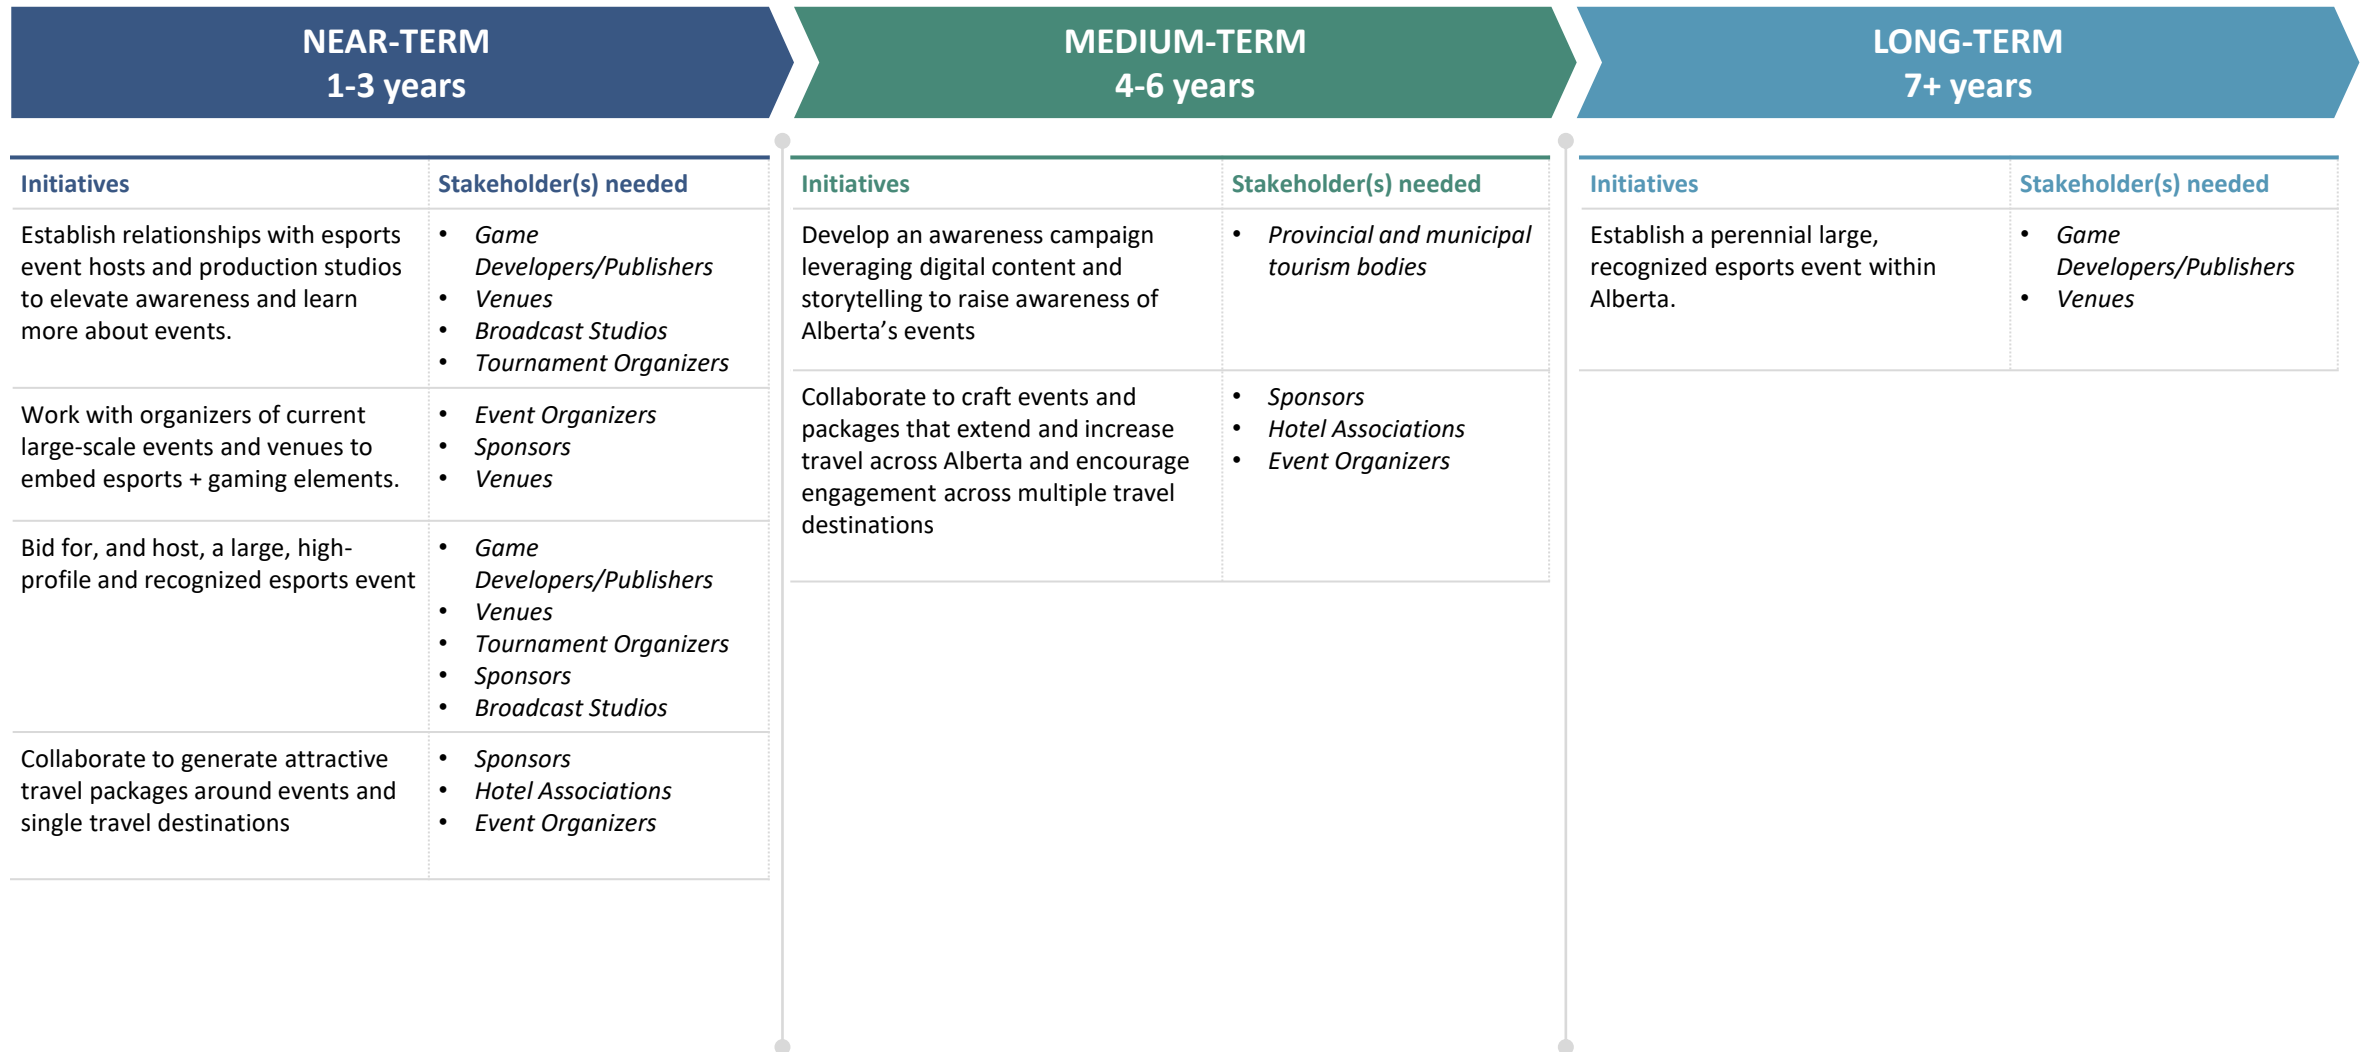 NEAR-TERM
1-3 years
MEDIUM-TERM
4-6 years
LONG-TERM
7+ years
Initiatives
Stakeholder(s) needed
Establish relationships with esports
event hosts and production studios
to elevate awareness and learn
more about events.
• Game
Developers/Publishers
• Venues
• Broadcast Studios
• Tournament Organizers
Work with organizers of current
large-scale events and venues to
embed esports + gaming elements.
• Event Organizers
• Sponsors
• Venues
Bid for, and host, a large, high-
profile and recognized esports event
• Game
Developers/Publishers
• Venues
• Tournament Organizers
• Sponsors
• Broadcast Studios
Collaborate to generate attractive
travel packages around events and
single travel destinations
• Sponsors
• Hotel Associations
• Event Organizers
Initiatives
Stakeholder(s) needed
Develop an awareness campaign
leveraging digital content and
storytelling to raise awareness of
Alberta’s events
• Provincial and municipal
tourism bodies
Collaborate to craft events and
packages that extend and increase
travel across Alberta and encourage
engagement across multiple travel
destinations
• Sponsors
• Hotel Associations
• Event Organizers
Initiatives
Stakeholder(s) needed
Establish a perennial large,
recognized esports event within
Alberta.
• Game
Developers/Publishers
• Venues